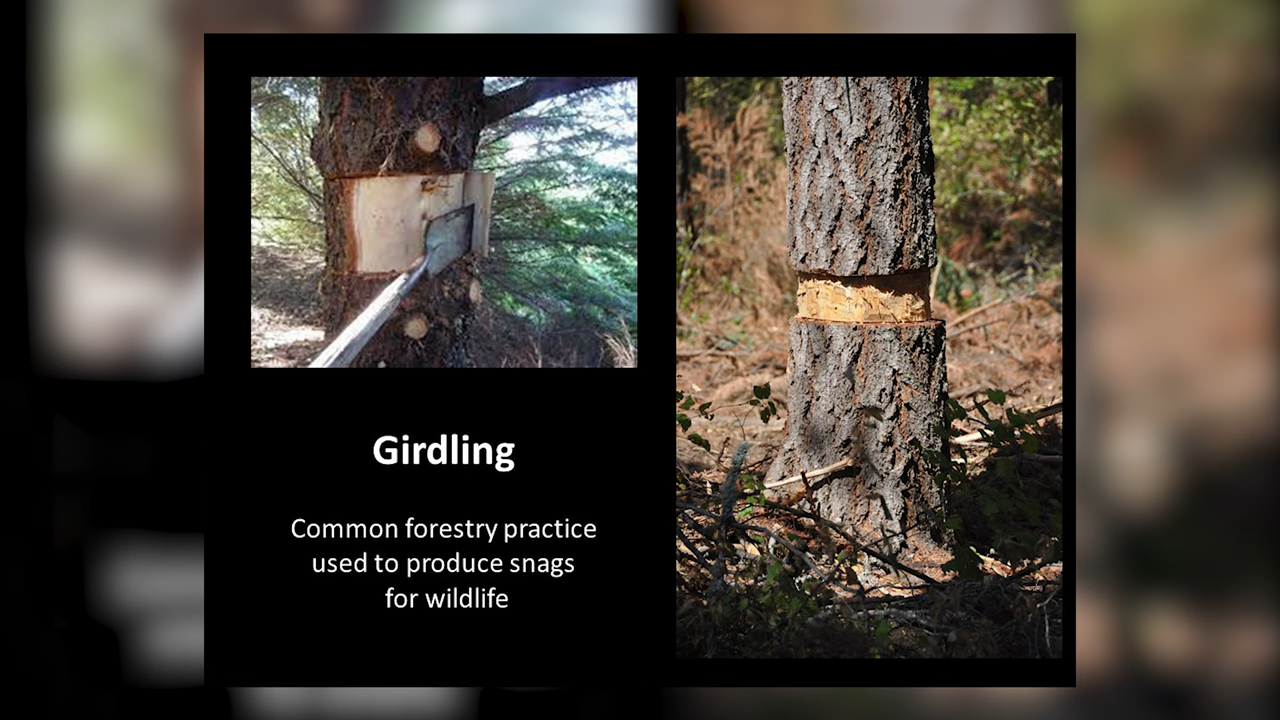 Girdling
Common forestry practice
used to produce snags
for wildlife